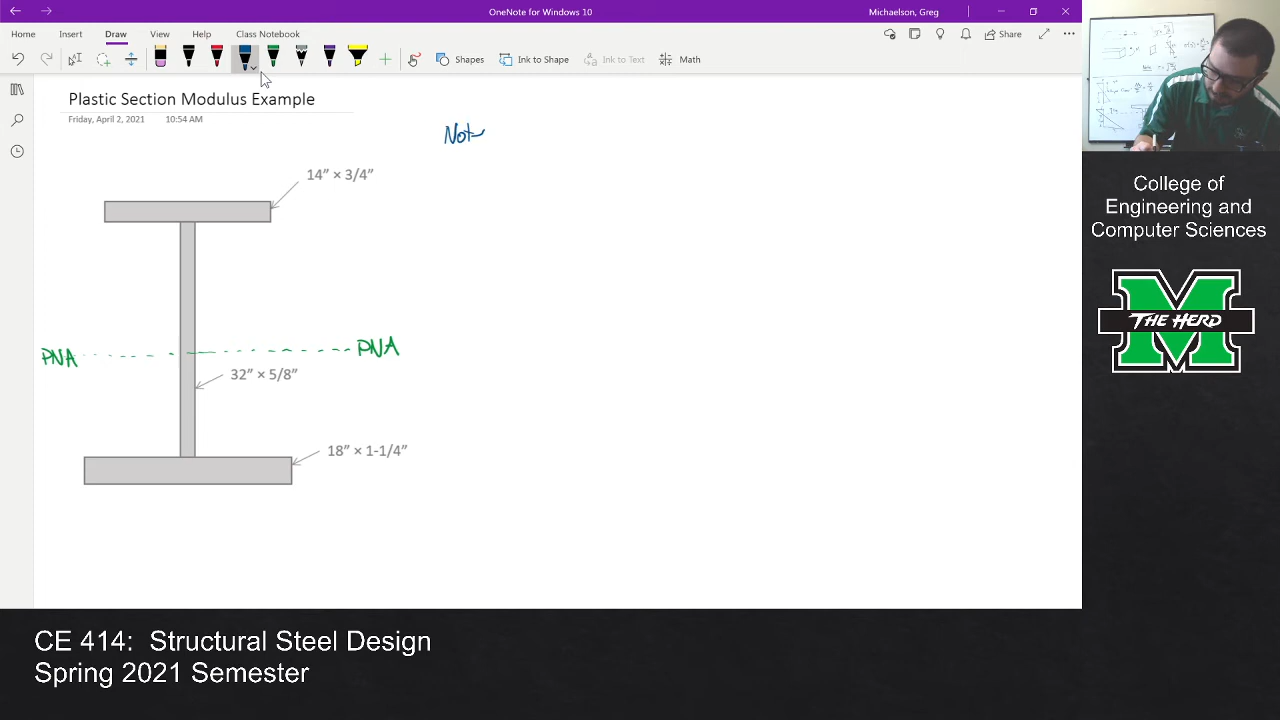 OneNote for Windows 10
Michaelson, Greg
Home Insert Draw View Help Class Notebook
Share
Shapes Ink to Shape Ink to Text Math
Plastic Section Modulus Example
Friday, April 2, 2021 10:54 AM
Not
14” × 3/4”
PNA PNA
32” × 5/8”
18” × 1-1/4”
College of
Engineering and
Computer Sciences
THE HERD
CE 414: Structural Steel Design
Spring 2021 Semester